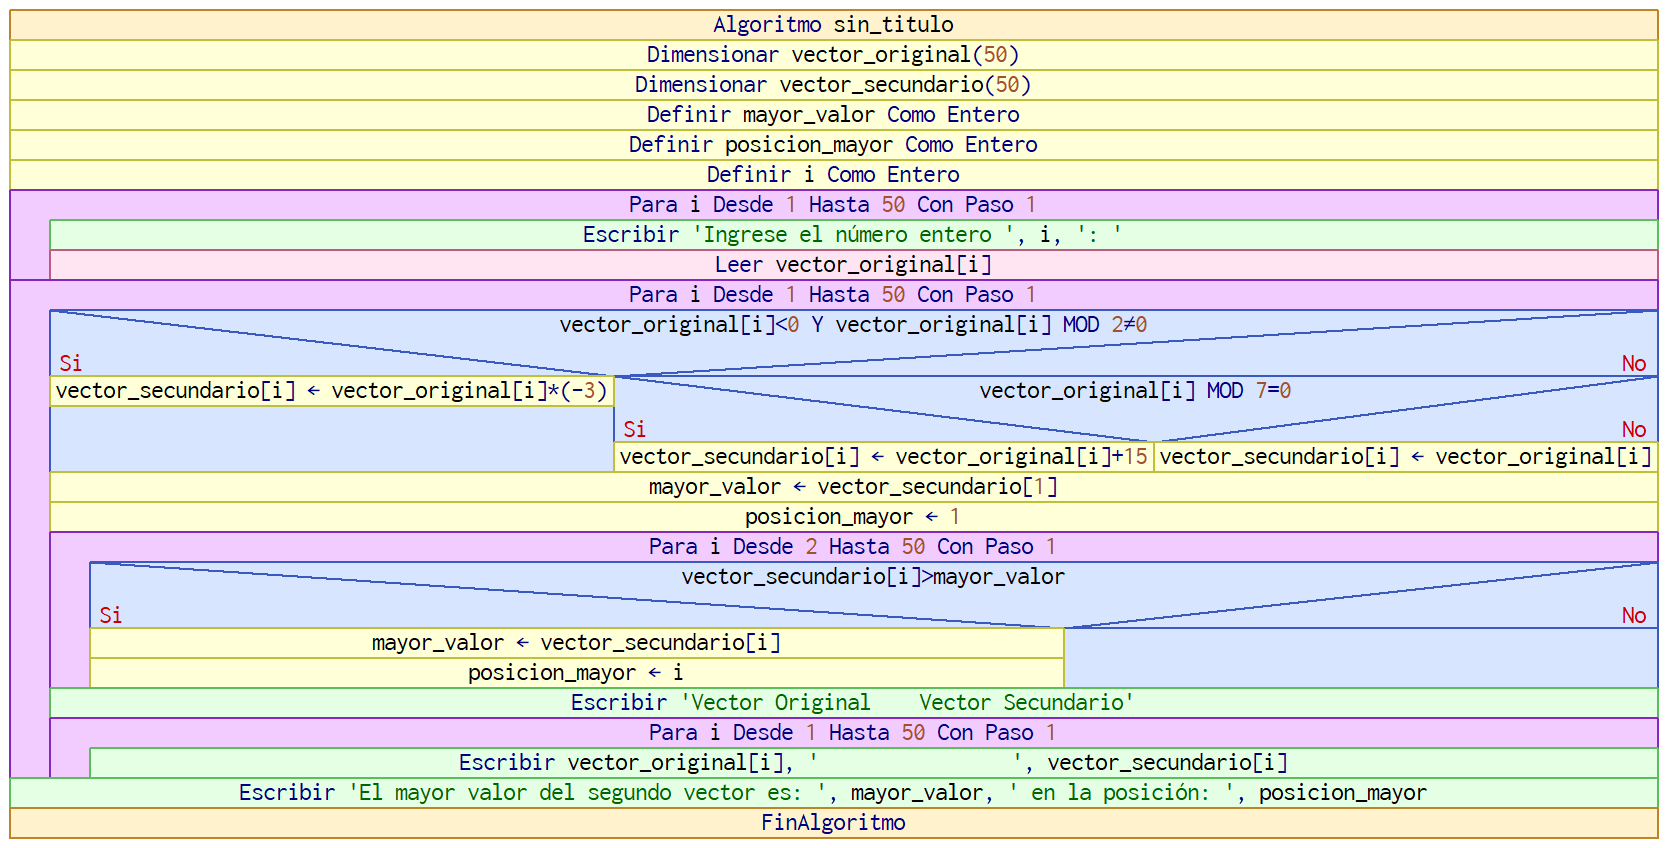 Algoritmo sin_titulo
Dimensionar vector_original(50)
Dimensionar vector_secundario(50)
Definir mayor_valor Como Entero
Definir posicion_mayor Como Entero
Definir i Como Entero
Para i Desde 1 Hasta 50 Con Paso 1
Escribir 'Ingrese el número entero ', i, ': '
Leer vector_original[i]
Para i Desde 1 Hasta 50 Con Paso 1
vector_original[i]<0 Y vector_original[i] MOD 2≠0
Si No
vector_secundario[i] ← vector_original[i]*(-3) vector_original[i] MOD 7=0
Si No
vector_secundario[i] ← vector_original[i]+15 vector_secundario[i] ← vector_original[i]
mayor_valor ← vector_secundario[1]
posicion_mayor ← 1
Para i Desde 2 Hasta 50 Con Paso 1
vector_secundario[i]>mayor_valor
Si No
mayor_valor ← vector_secundario[i]
posicion_mayor ← i
Escribir 'Vector Original    Vector Secundario'
Para i Desde 1 Hasta 50 Con Paso 1
Escribir vector_original[i], '                ', vector_secundario[i]
Escribir 'El mayor valor del segundo vector es: ', mayor_valor, ' en la posición: ', posicion_mayor
FinAlgoritmo